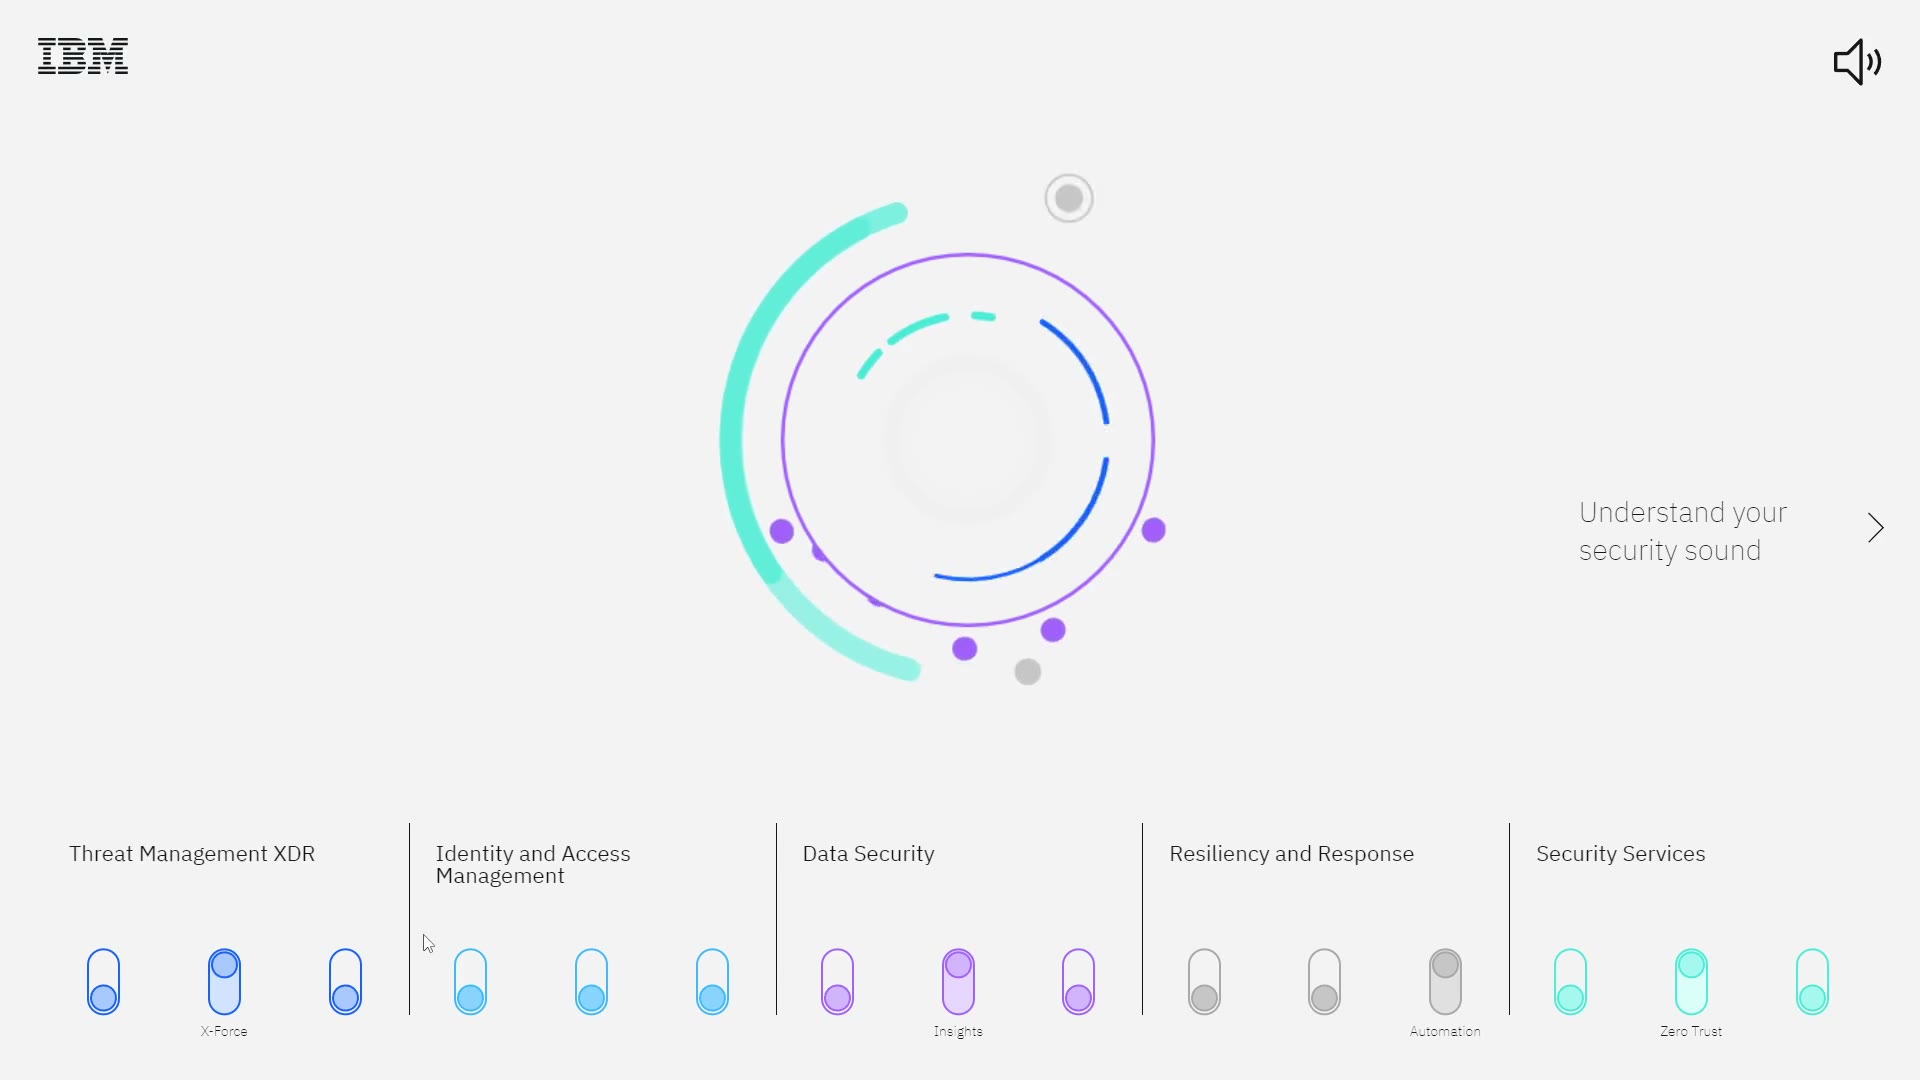 IBM
Understand your
security sound
Threat Management XDR
Identity and Access
Management
Data Security
Resiliency and Response
Security Services
X-Force
Insights
Automation
Zero Trust